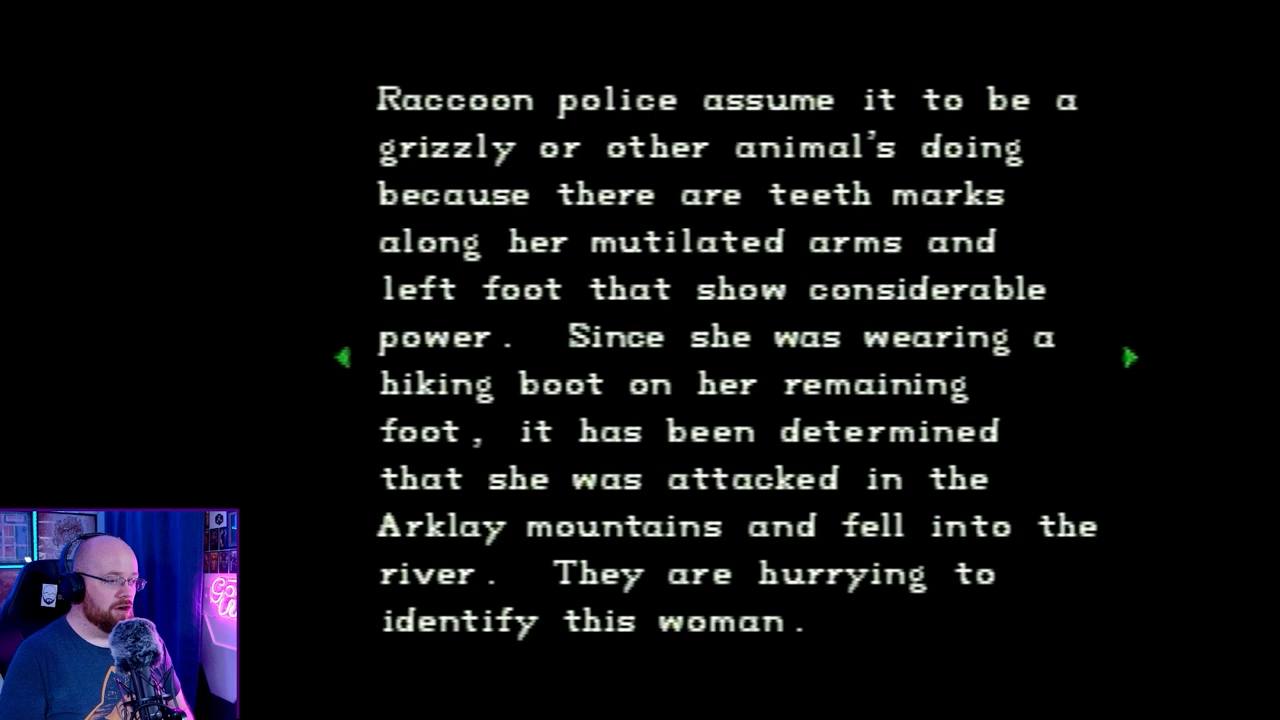 Raccoon police assume it to be a
grizzly or other animal's doing
because there are teeth marks
along her mutilated arms and
left foot that show considerable
power. Since she was wearing a
hiking boot on her remaining
foot, it has been determined
that she was attacked in the
Arklay mountains and fell into the
river. They are hurrying to
identify this woman.